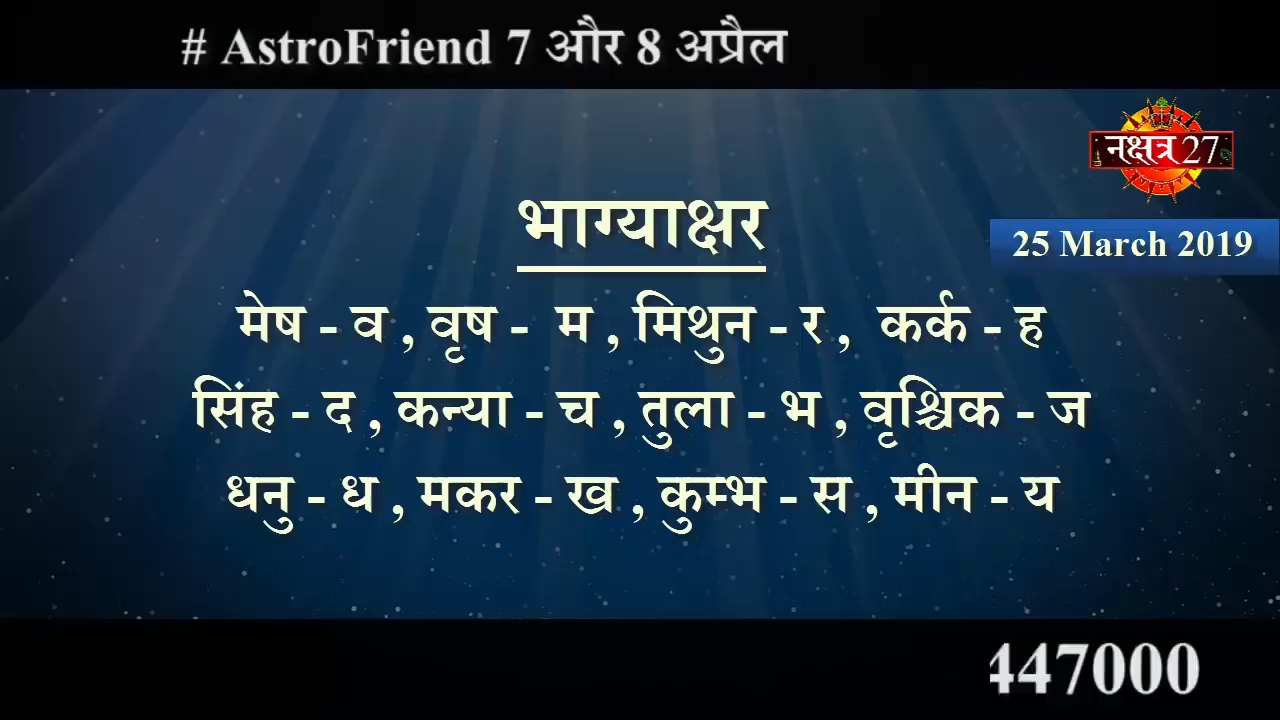 # AstroFriend 7 और 8 अप्रैल
नक्षत्र 27
25 March 2019
भाग्याक्षर
मेष - व , वृष - म , मिथुन - र , कर्क - ह
सिंह - द , कन्या - च , तुला - भ , वृश्चिक - ज
धनु - ध , मकर - ख , कुम्भ - स , मीन - य
447000